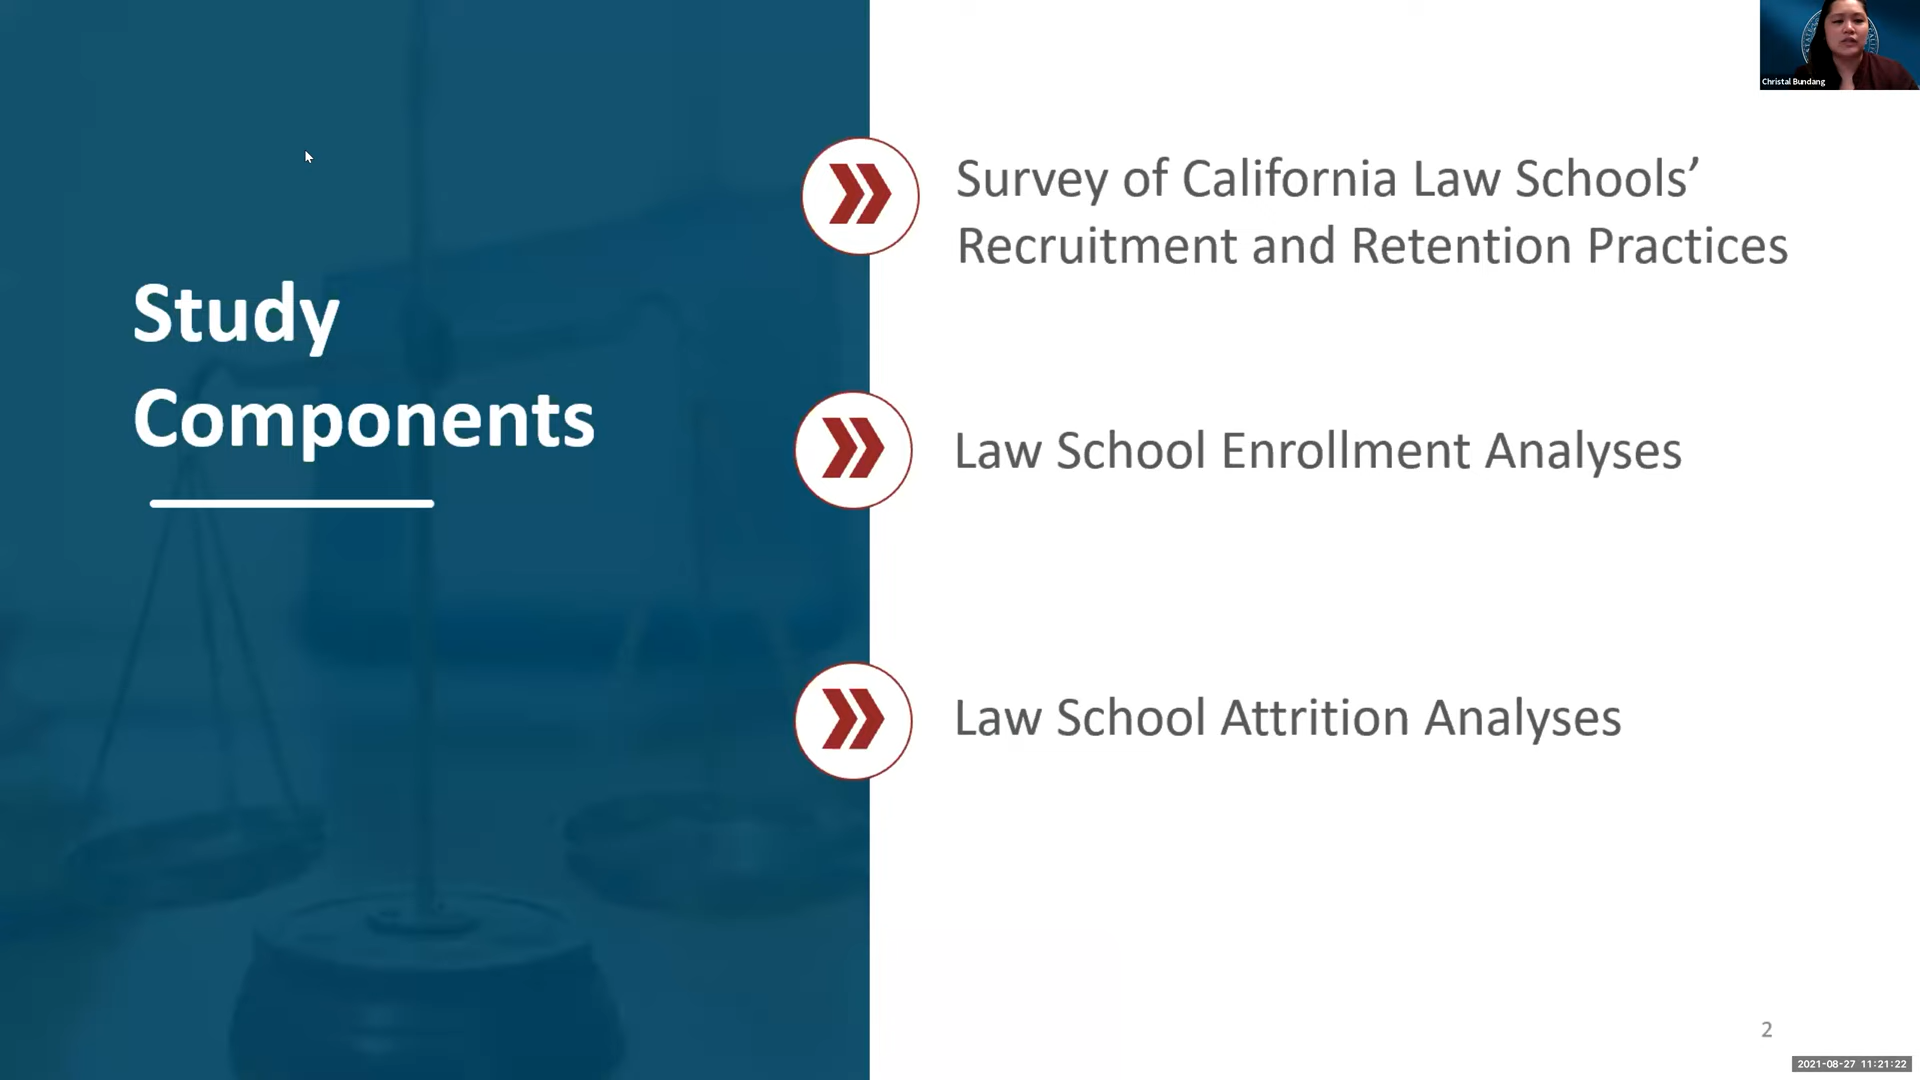 Christal Bundang
Survey of California Law Schools’
Recruitment and Retention Practices
Study
Components
Law School Enrollment Analyses
Law School Attrition Analyses
2
2021-08-27 11:21:22